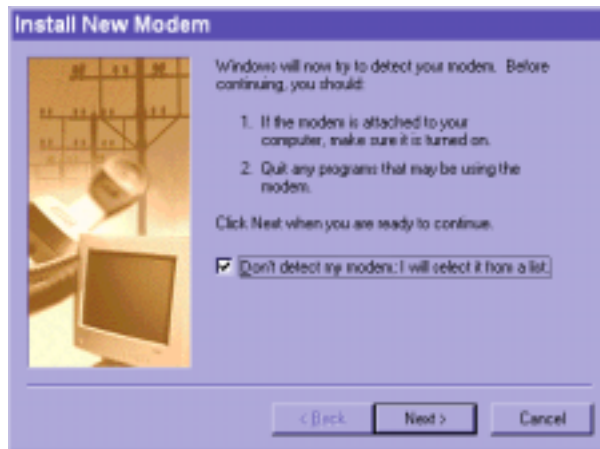 Install New Modem
Windows will now try to detect your modem. Before
continuing, you should:
1. If the modem is attached to your
computer, make sure it is turned on.
2. Quit any programs that may be using the
modem.
Click Next when you are ready to continue.
Don't detect my modem; I will select it from a list.
< Back
Next >
Cancel